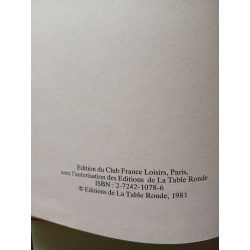 Edition du Club France Loisirs, Paris,
avec l'autorisation des Editions de La Table Ronde
ISBN : 2-7242-1078-6
© Editions de La Table Ronde, 1981